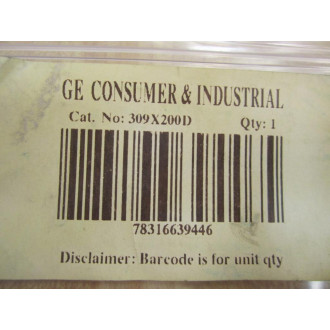 GE CONSUMER & INDUSTRIAL
Cat. No: 309X200D Qty: 1
78316639446
Disclaimer: Barcode is for unit qty